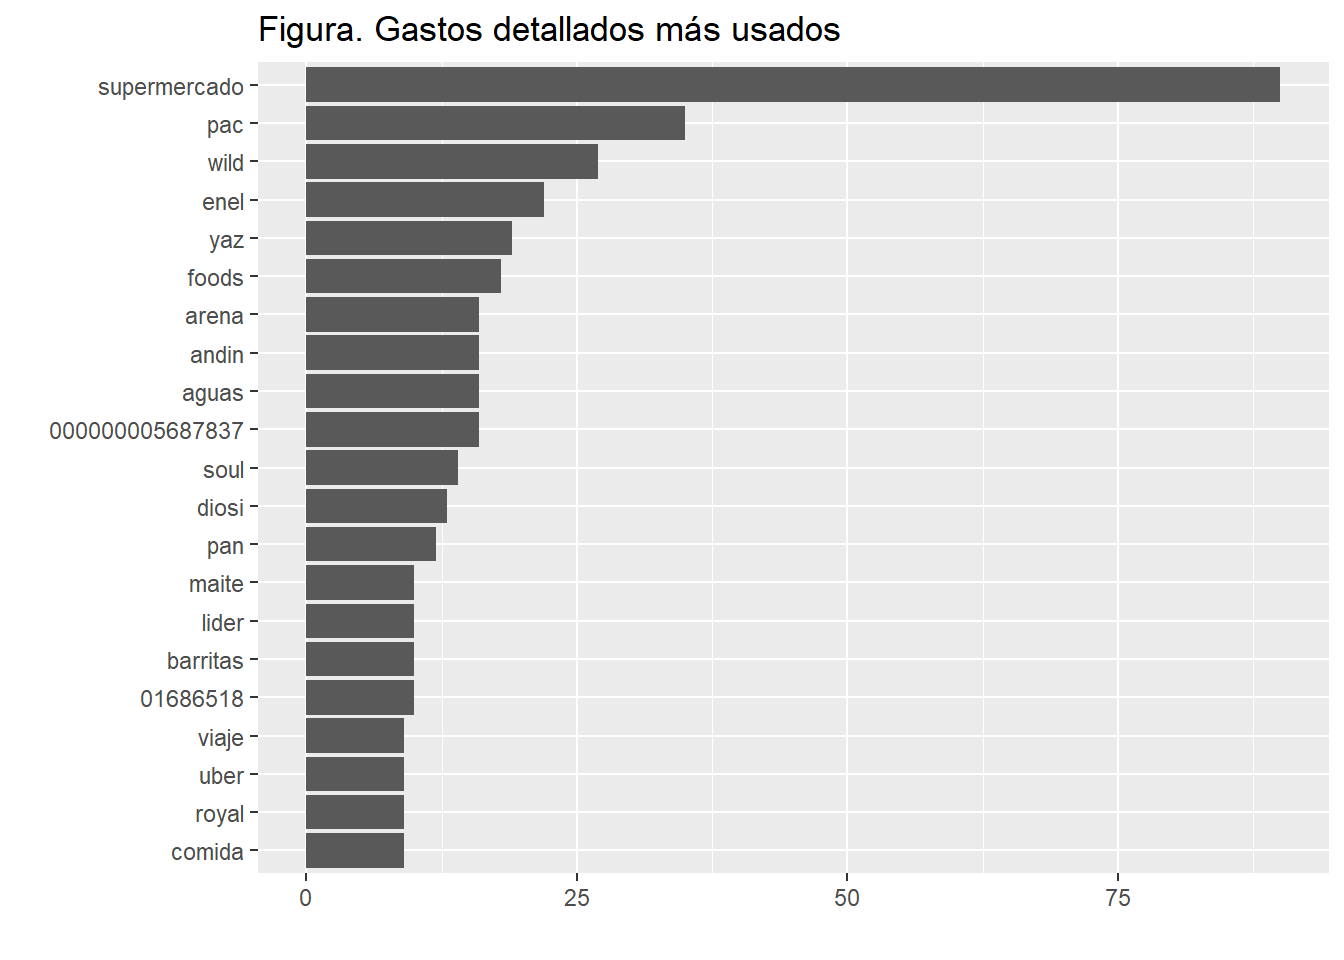 Figura. Gastos detallados más usados
supermercado
pac
wild
enel
yaz
foods
arena
andin
aguas
000000005687837
soul
diosi
pan
maite
lider
barritas
01686518
viaje
uber
royal
comida
0 25 50 75